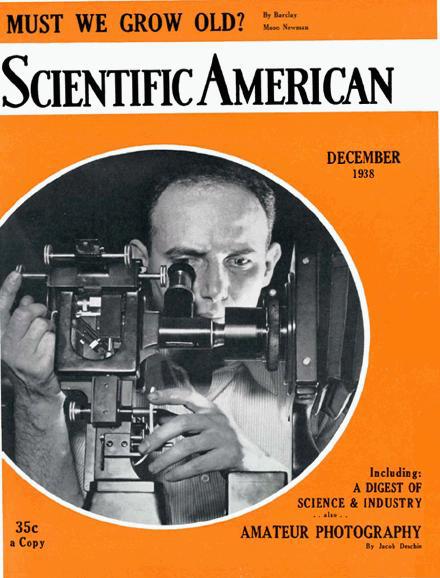 MUST WE GROW OLD?
By Barclay
Moon Newman
SCIENTIFIC AMERICAN
DECEMBER
1938
Including:
A DIGEST OF
SCIENCE & INDUSTRY
. . also . .
AMATEUR PHOTOGRAPHY
By Jacob Deschin
35c
a Copy